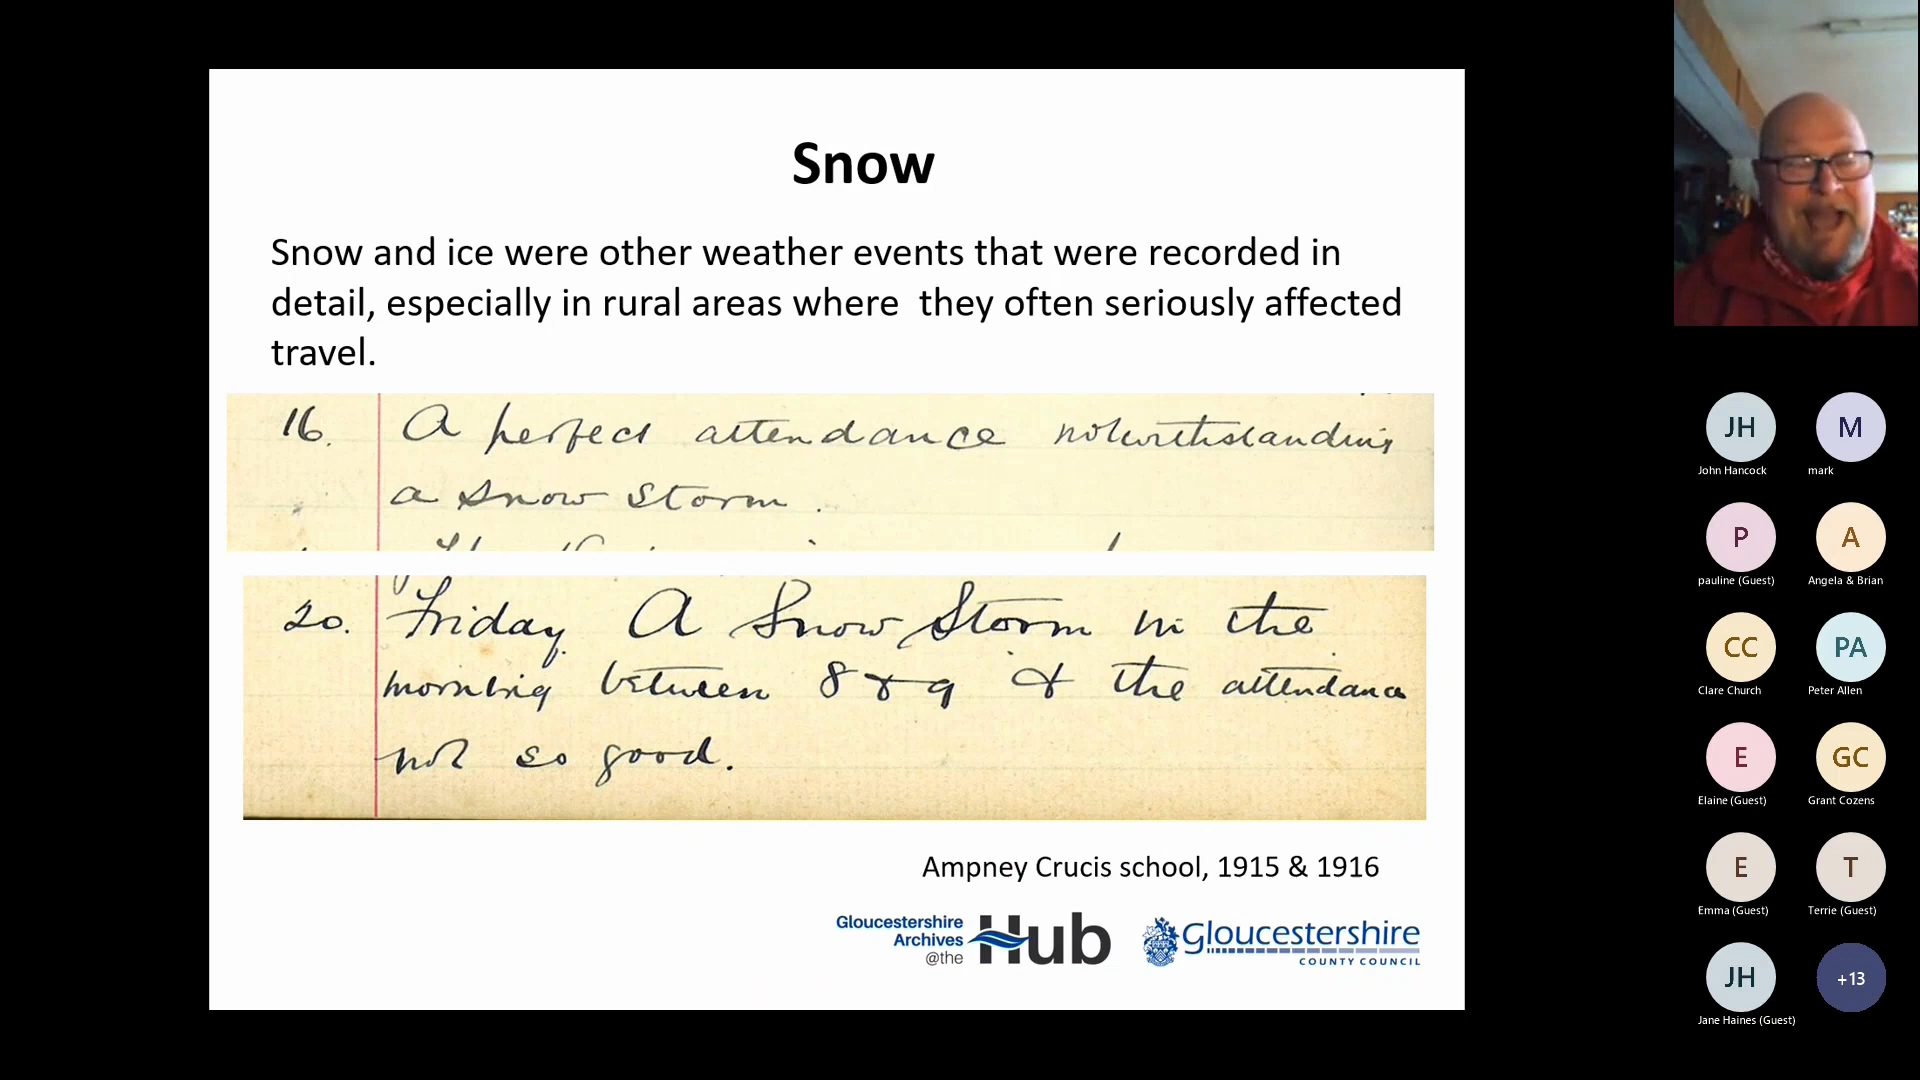 Snow
Snow and ice were other weather events that were recorded in
detail, especially in rural areas where they often seriously affected
travel.
16. A perfect attendance notwithstanding
a snow storm.
20. Friday. A Snow Storm in the
morning between 8 & 9 & the attendance
not so good.
Ampney Crucis school, 1915 & 1916
Gloucestershire
Archives
@the
Hub
Gloucestershire
COUNTY COUNCIL
JH
M
John Hancock
mark
P
A
pauline (Guest)
Angela & Brian
CC
PA
Clare Church
Peter Allen
E
GC
Elaine (Guest)
Grant Cozens
E
T
Emma (Guest)
Terrie (Guest)
JH
+13
Jane Haines (Guest)